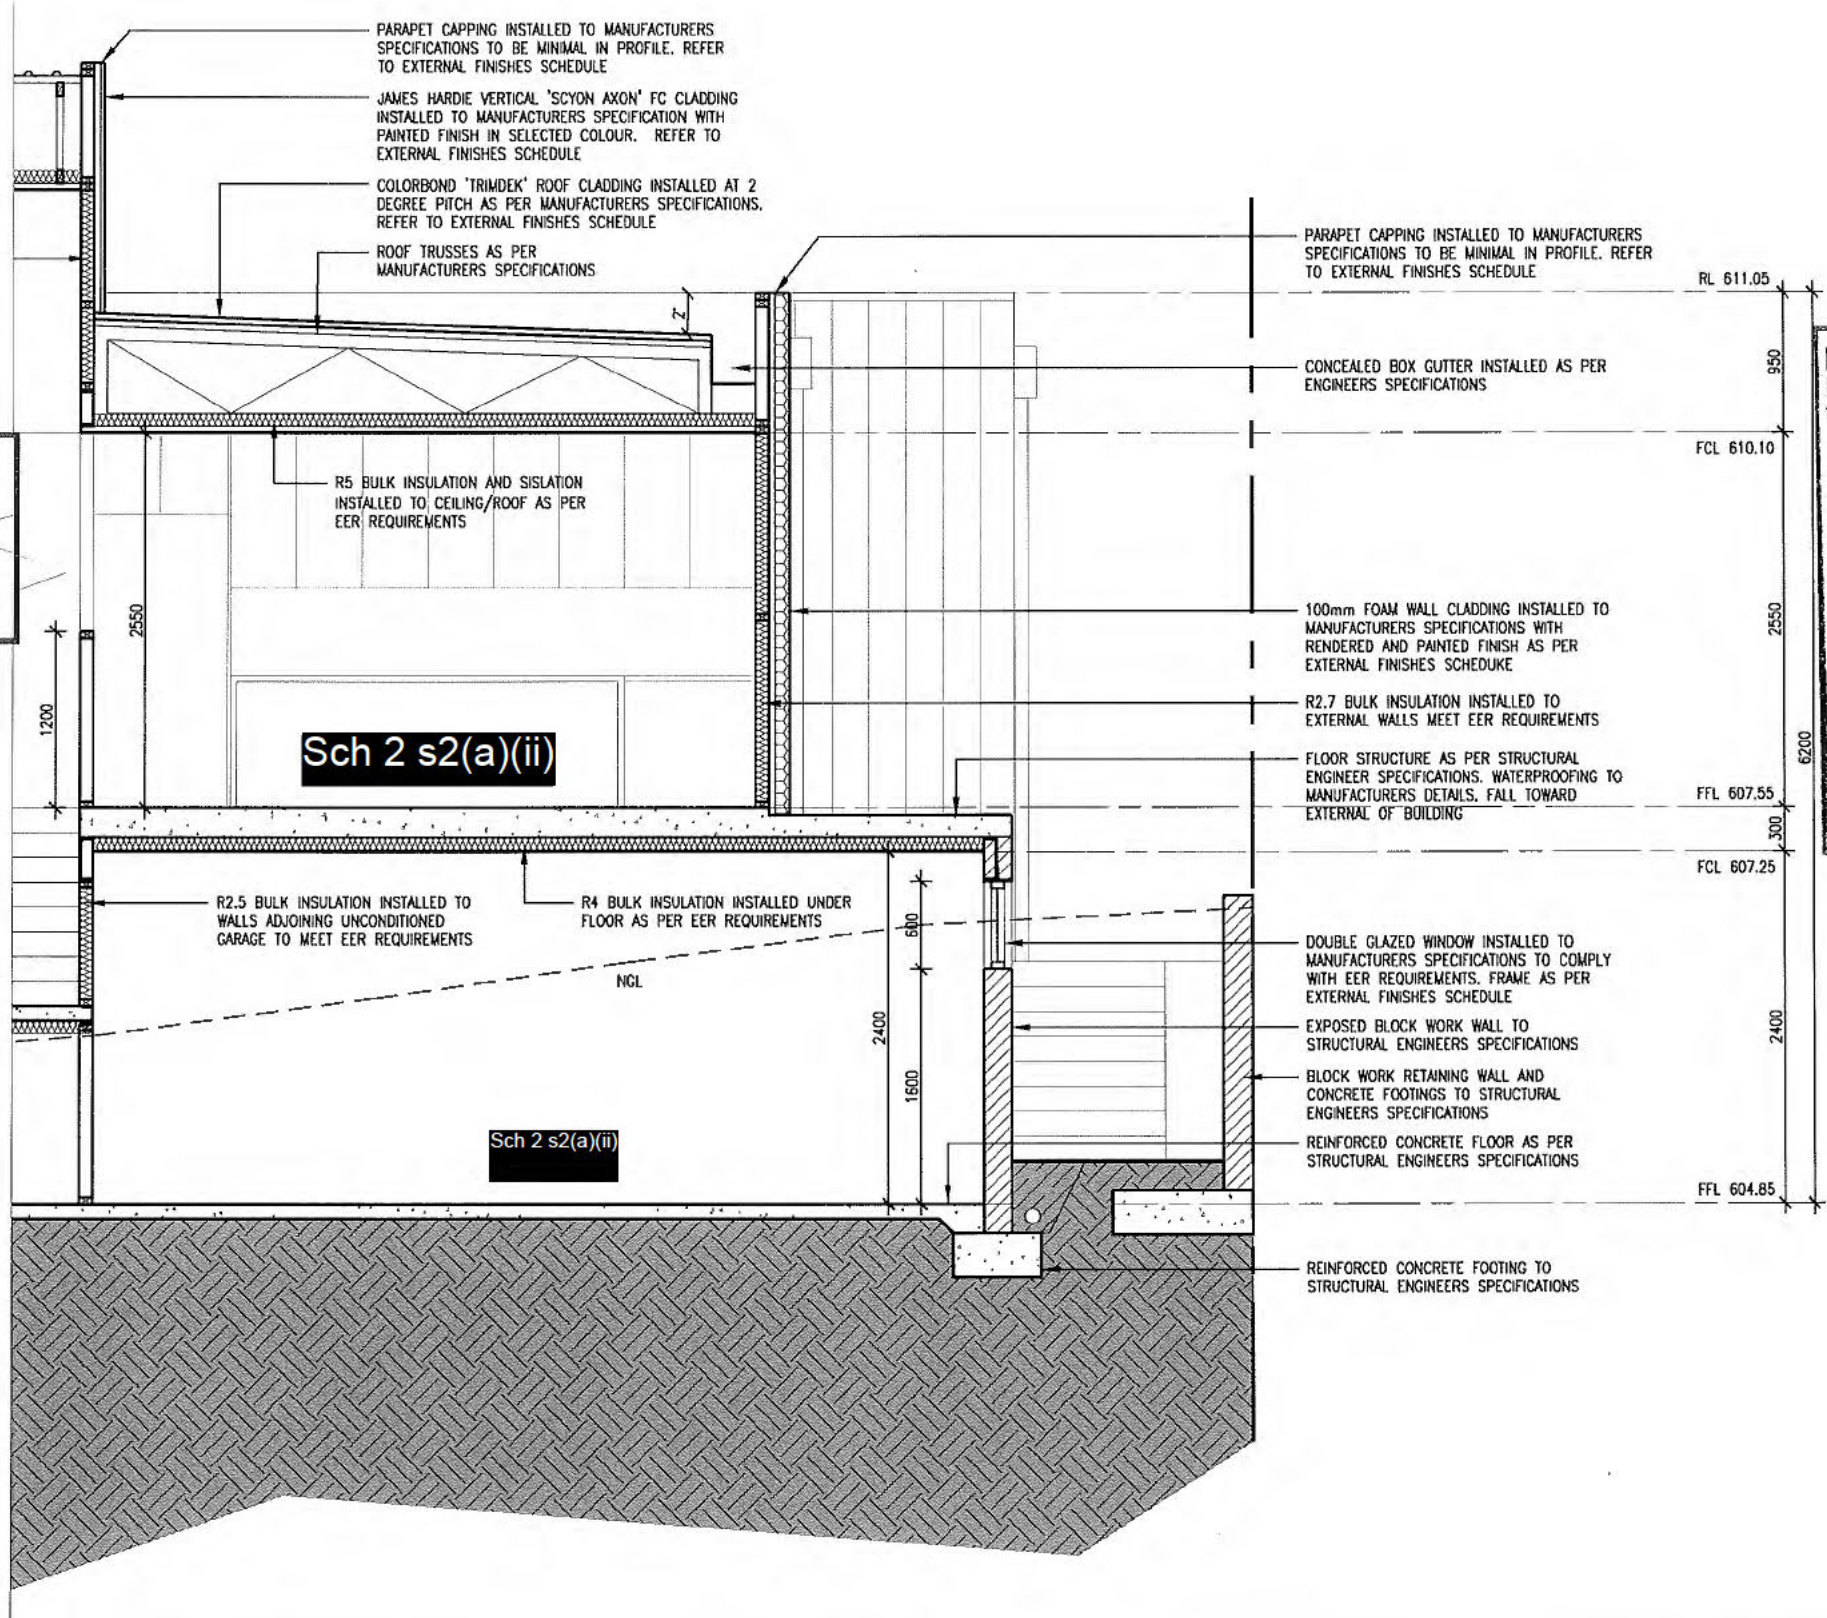 PARAPET CAPPING INSTALLED TO MANUFACTURERS
SPECIFICATIONS TO BE MINIMAL IN PROFILE. REFER
TO EXTERNAL FINISHES SCHEDULE
JAMES HARDIE VERTICAL 'SCYON AXON' FC CLADDING
INSTALLED TO MANUFACTURERS SPECIFICATION WITH
PAINTED FINISH IN SELECTED COLOUR. REFER TO
EXTERNAL FINISHES SCHEDULE
COLORBOND 'TRIMDEK' ROOF CLADDING INSTALLED AT 2
DEGREE PITCH AS PER MANUFACTURERS SPECIFICATIONS.
REFER TO EXTERNAL FINISHES SCHEDULE
ROOF TRUSSES AS PER
MANUFACTURERS SPECIFICATIONS
2°
R5 BULK INSULATION AND SISLATION
INSTALLED TO CEILING/ROOF AS PER
EER REQUIREMENTS
2550
1200
Sch 2 s2(a)(ii)
R2.5 BULK INSULATION INSTALLED TO
WALLS ADJOINING UNCONDITIONED
GARAGE TO MEET EER REQUIREMENTS
R4 BULK INSULATION INSTALLED UNDER
FLOOR AS PER EER REQUIREMENTS
NGL
600
2400
1600
Sch 2 s2(a)(ii)
PARAPET CAPPING INSTALLED TO MANUFACTURERS
SPECIFICATIONS TO BE MINIMAL IN PROFILE. REFER
TO EXTERNAL FINISHES SCHEDULE
CONCEALED BOX GUTTER INSTALLED AS PER
ENGINEERS SPECIFICATIONS
100mm FOAM WALL CLADDING INSTALLED TO
MANUFACTURERS SPECIFICATIONS WITH
RENDERED AND PAINTED FINISH AS PER
EXTERNAL FINISHES SCHEDUKE
R2.7 BULK INSULATION INSTALLED TO
EXTERNAL WALLS MEET EER REQUIREMENTS
FLOOR STRUCTURE AS PER STRUCTURAL
ENGINEER SPECIFICATIONS. WATERPROOFING TO
MANUFACTURERS DETAILS. FALL TOWARD
EXTERNAL OF BUILDING
DOUBLE GLAZED WINDOW INSTALLED TO
MANUFACTURERS SPECIFICATIONS TO COMPLY
WITH EER REQUIREMENTS. FRAME AS PER
EXTERNAL FINISHES SCHEDULE
EXPOSED BLOCK WORK WALL TO
STRUCTURAL ENGINEERS SPECIFICATIONS
BLOCK WORK RETAINING WALL AND
CONCRETE FOOTINGS TO STRUCTURAL
ENGINEERS SPECIFICATIONS
REINFORCED CONCRETE FLOOR AS PER
STRUCTURAL ENGINEERS SPECIFICATIONS
REINFORCED CONCRETE FOOTING TO
STRUCTURAL ENGINEERS SPECIFICATIONS
RL 611.05
950
FCL 610.10
2550
6200
FFL 607.55
300
FCL 607.25
2400
FFL 604.85